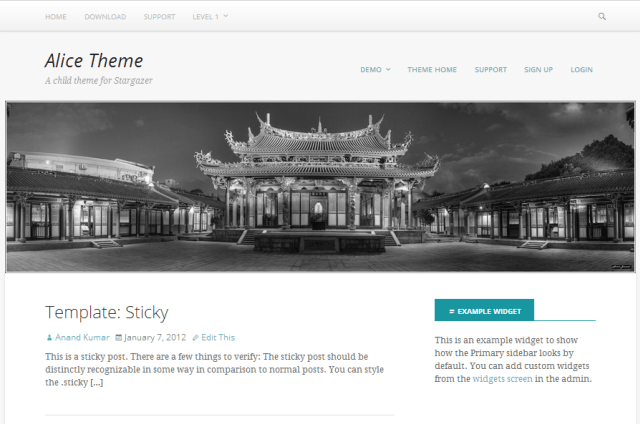 HOME DOWNLOAD SUPPORT LEVEL 1
Alice Theme
A child theme for Stargazer
DEMO THEME HOME SUPPORT SIGN UP LOGIN
Template: Sticky
Anand Kumar January 7, 2012 Edit This
This is a sticky post. There are a few things to verify: The sticky post should be
distinctly recognizable in some way in comparison to normal posts. You can style
the .sticky [...]
# EXAMPLE WIDGET
This is an example widget to show
how the Primary sidebar looks by
default. You can add custom widgets
from the widgets screen in the admin.